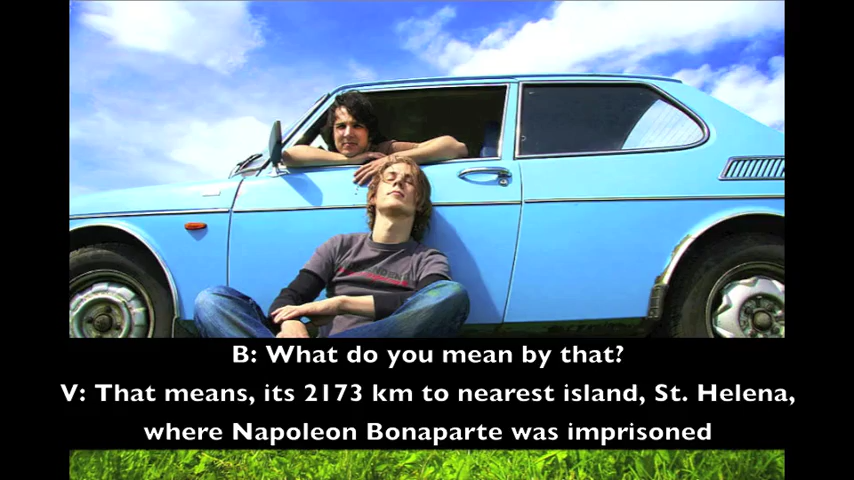 B: What do you mean by that?
V: That means, its 2173 km to nearest island, St. Helena,
where Napoleon Bonaparte was imprisoned